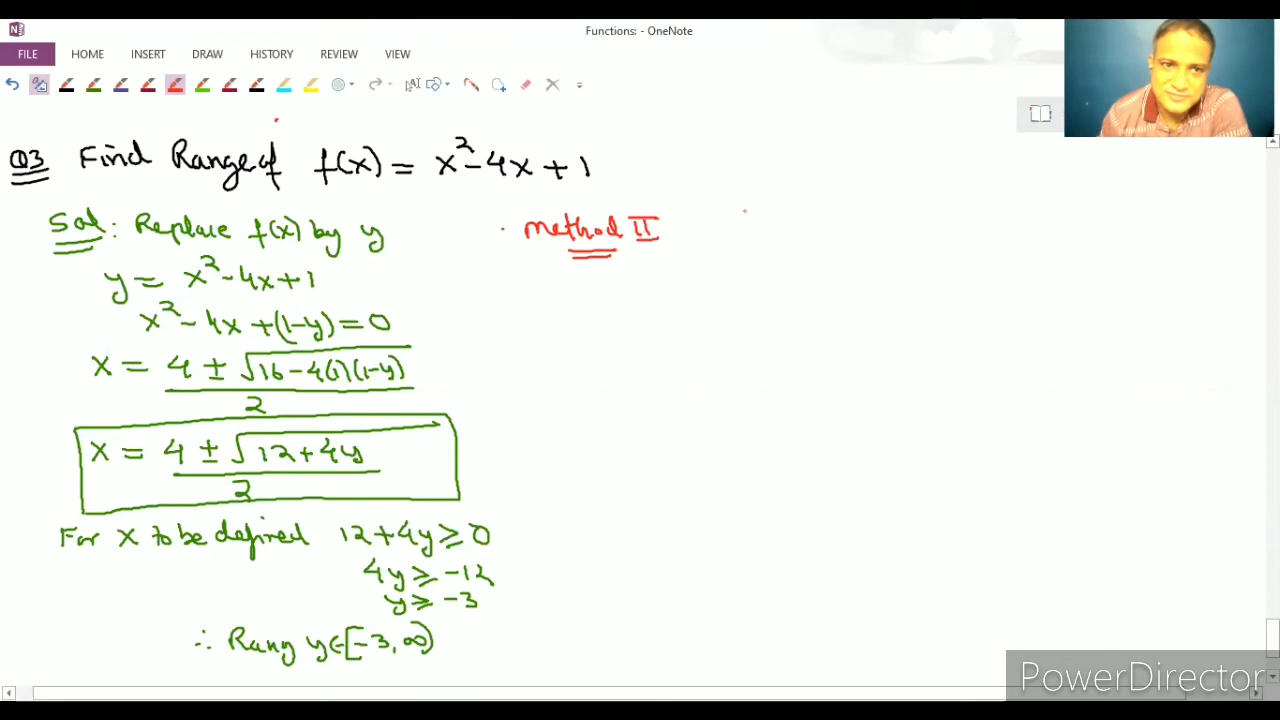 Functions: - OneNote
FILE HOME INSERT DRAW HISTORY REVIEW VIEW
Q3 Find Range of f(x) = x² - 4x + 1
Sol: Replace f(x) by y
y = x² - 4x + 1
x² - 4x + (1-y) = 0
x = (4 ± √(16 - 4(1)(1-y)))/2
x = (4 ± √(12 + 4y))/2
For x to be defined 12 + 4y ≥ 0
4y ≥ -12
y ≥ -3
∴ Rang y ∈ [-3, ∞)
method II
PowerDirector